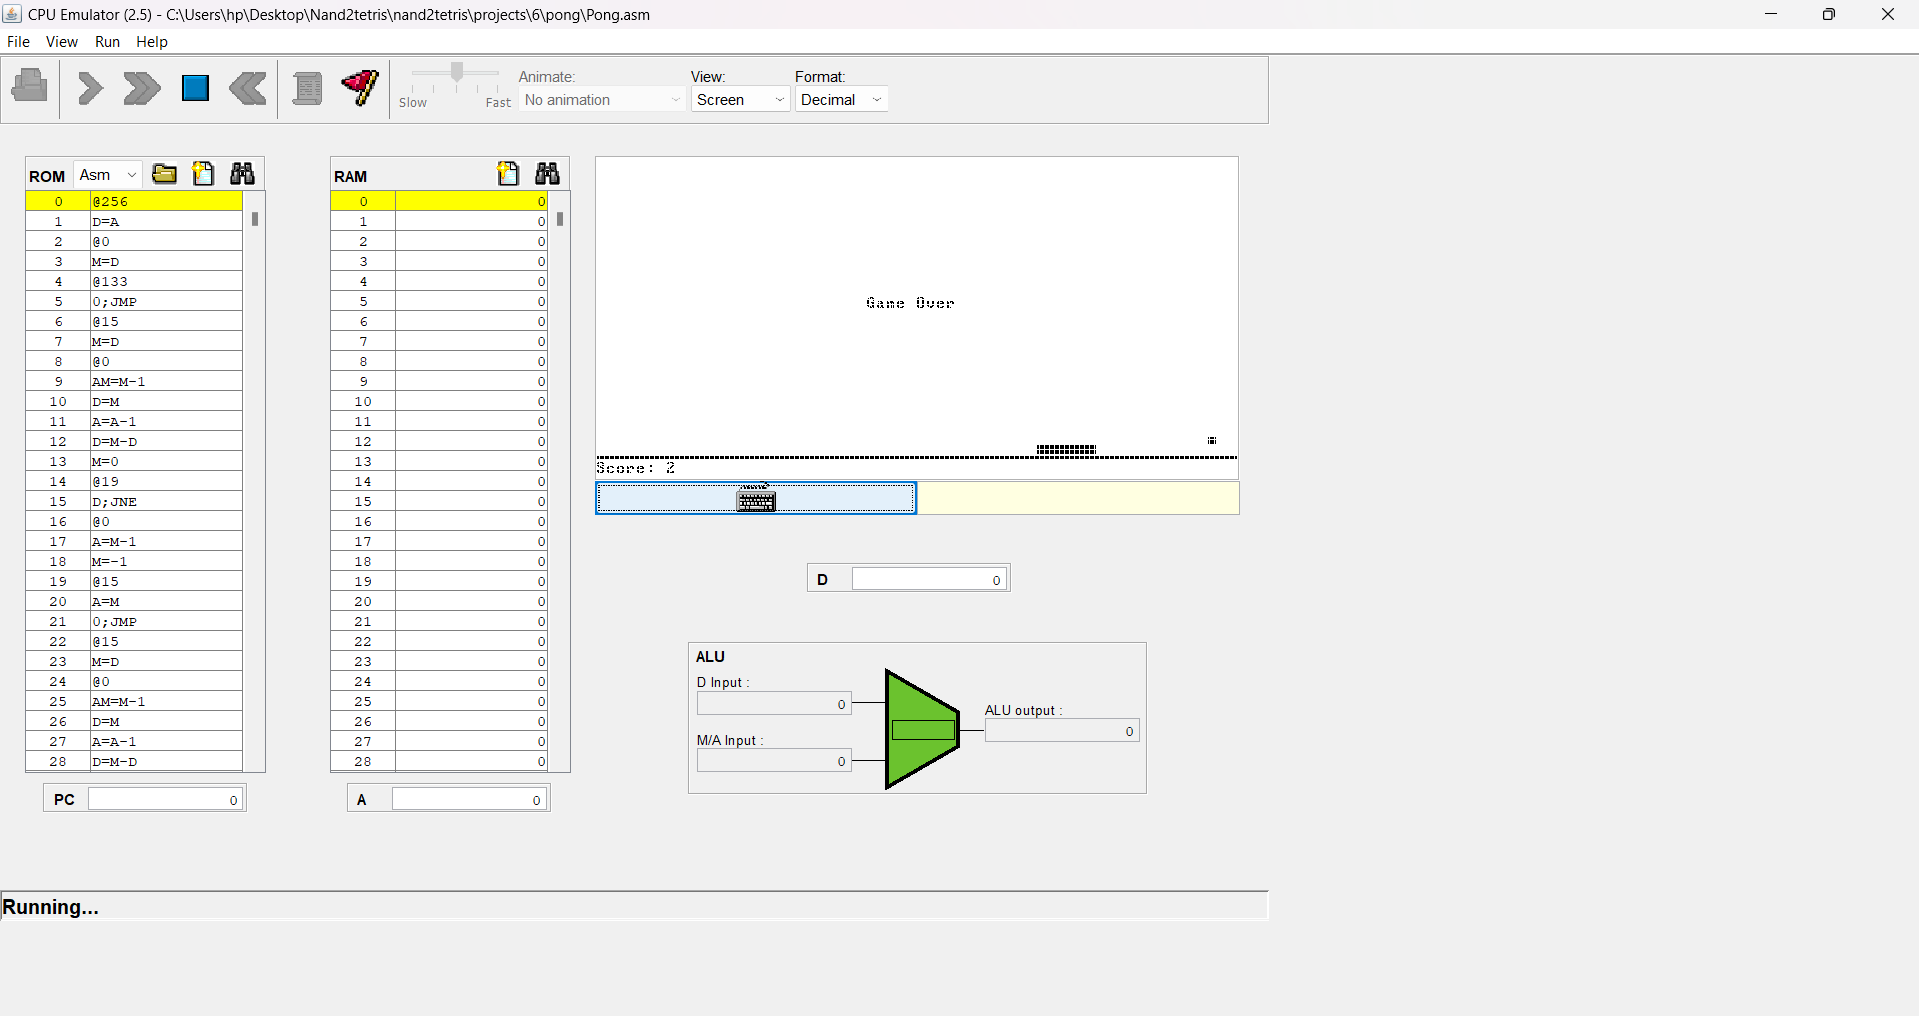 CPU Emulator (2.5) - C:\Users\hp\Desktop\Nand2tetris\nand2tetris\projects\6\pong\Pong.asm
File View Run Help
Slow Fast
Animate:
No animation
View:
Screen
Format:
Decimal
ROM Asm
0 @256
1 D=A
2 @0
3 M=D
4 @133
5 0;JMP
6 @15
7 M=D
8 @0
9 AM=M-1
10 D=M
11 A=A-1
12 D=M-D
13 M=0
14 @19
15 D;JNE
16 @0
17 A=M-1
18 M=-1
19 @15
20 A=M
21 0;JMP
22 @15
23 M=D
24 @0
25 AM=M-1
26 D=M
27 A=A-1
28 D=M-D
PC 0
RAM
0 0
1 0
2 0
3 0
4 0
5 0
6 0
7 0
8 0
9 0
10 0
11 0
12 0
13 0
14 0
15 0
16 0
17 0
18 0
19 0
20 0
21 0
22 0
23 0
24 0
25 0
26 0
27 0
28 0
A 0
Game Over
Score: 2
D 0
ALU
D Input :
0
M/A Input :
0
ALU output :
0
Running...